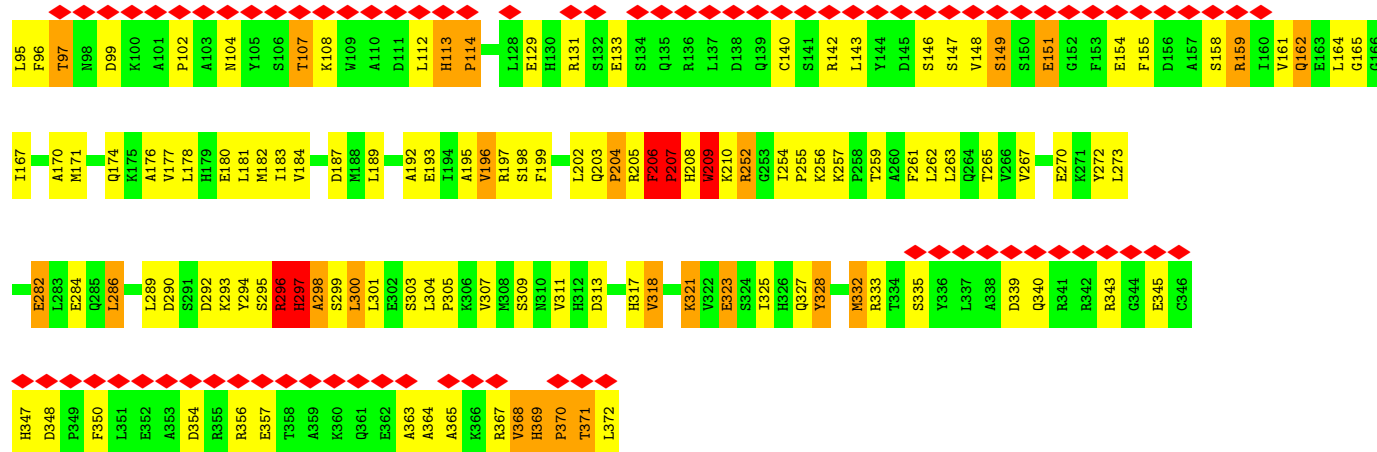 L95 F96 T97 N98 D99 K100 A101 P102 A103 N104 Y105 S106 T107 K108 W109 A110 D111 L112 H113 P114 L128 E129 H130 R131 S132 E133 S134 Q135 R136 L137 D138 Q139 C140 S141 R142 L143 Y144 D145 S146 S147 V148 S149 S150 E151 G152 F153 E154 F155 D156 A157 S158 R159 I160 V161 Q162 E163 L164 G165 G166
I167 A170 M171 Q174 K175 A176 V177 L178 H179 E180 L181 M182 I183 V184 D187 M188 L189 A192 E193 I194 A195 V196 R197 S198 F199 L202 Q203 P204 R205 F206 P207 H208 W209 K210 R252 G253 I254 P255 K256 K257 P258 T259 A260 F261 L262 L263 Q264 T265 V266 V267 E270 K271 Y272 L273
E282 L283 E284 Q285 L286 L289 D290 S291 D292 K293 Y294 S295 R296 H297 A298 S299 L300 L301 E302 S303 L304 P305 K306 V307 M308 S309 N310 V311 H312 D313 H317 V318 K321 V322 E323 S324 I325 H326 Q327 Y328 M332 R333 T334 S335 Y336 L337 A338 D339 Q340 R341 R342 R343 G344 E345 C346
H347 D348 P349 F350 L351 E352 A353 D354 R355 R356 E357 T358 A359 K360 Q361 E362 A363 A364 A365 K366 R367 V368 H369 P370 T371 L372